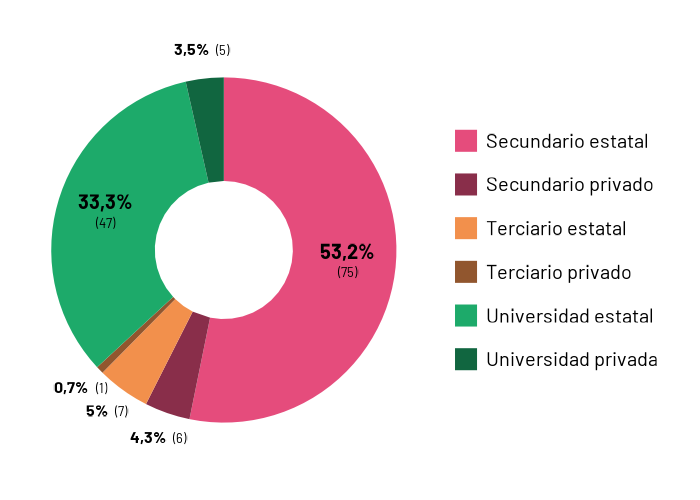 3,5% (5)
33,3%
(47)
53,2%
(75)
0,7% (1)
5% (7)
4,3% (6)
Secundario estatal
Secundario privado
Terciario estatal
Terciario privado
Universidad estatal
Universidad privada